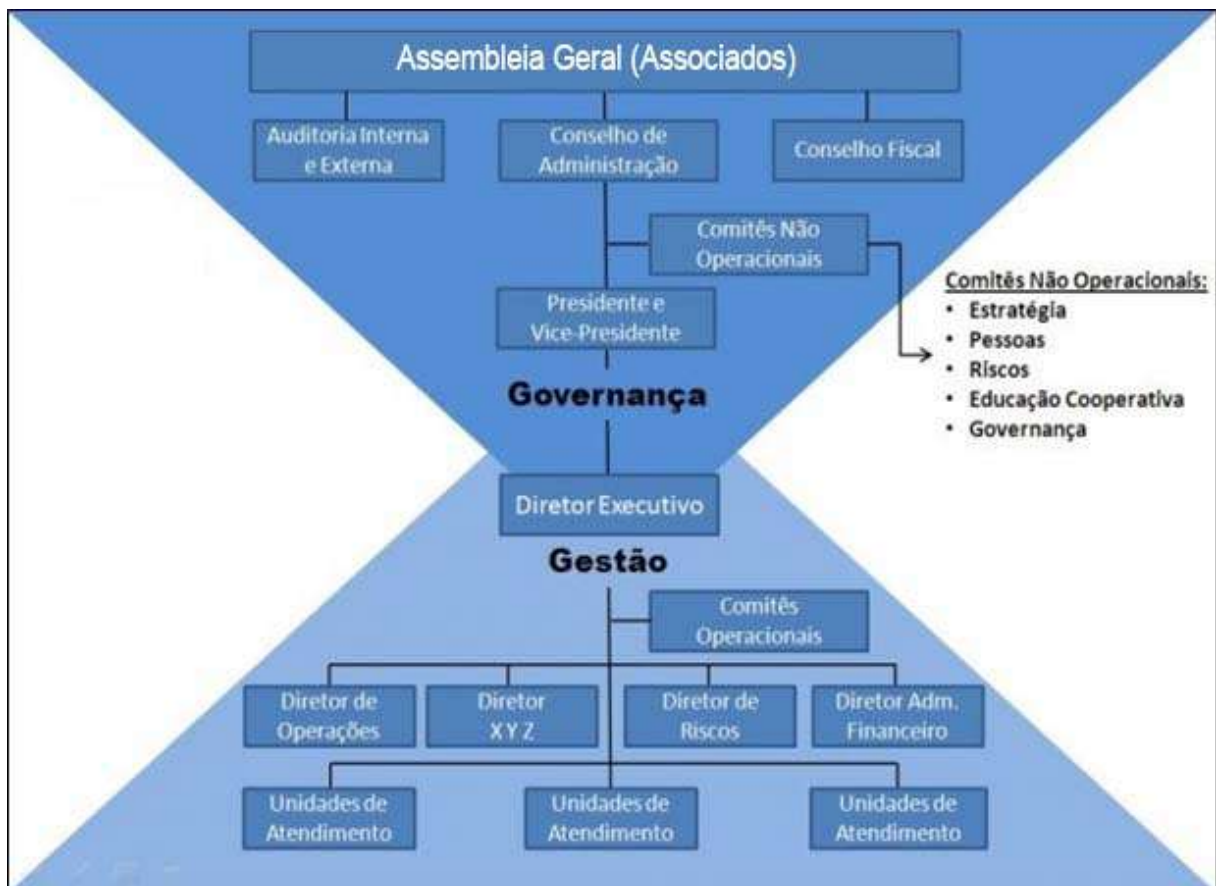 Assembleia Geral (Associados)
Auditoria Interna
e Externa
Conselho de
Administração
Conselho Fiscal
Comitês Não
Operacionais
Presidente e
Vice-Presidente
Comitês Não Operacionais:
• Estratégia
• Pessoas
• Riscos
• Educação Cooperativa
• Governança
Governança
Diretor Executivo
Gestão
Comitês
Operacionais
Diretor de
Operações
Diretor
X Y Z
Diretor de
Riscos
Diretor Adm.
Financeiro
Unidades de
Atendimento
Unidades de
Atendimento
Unidades de
Atendimento